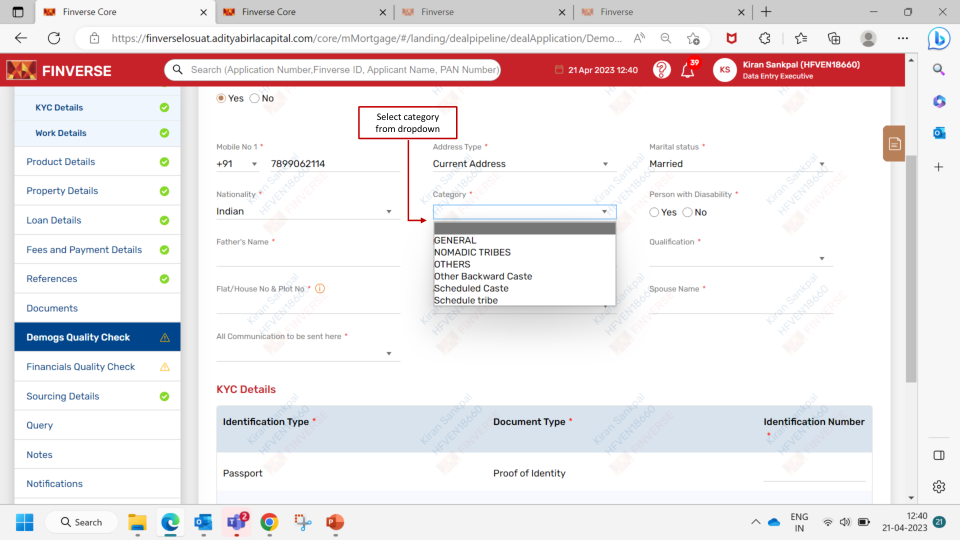 Finverse Core
Finverse Core
Finverse
Finverse
https://finverselosuat.adityabirlacapital.com/core/mMortgage/#/landing/dealpipeline/dealApplication/Demo...
FINVERSE
Search (Application Number,Finverse ID, Applicant Name, PAN Number)
21 Apr 2023 12:40
39
KS
Kiran Sankpal (HFVEN18660)
Data Entry Executive
KYC Details
Work Details
Product Details
Property Details
Loan Details
Fees and Payment Details
References
Documents
Demogs Quality Check
Financials Quality Check
Sourcing Details
Query
Notes
Notifications
Yes No
Select category
from dropdown
Mobile No 1 * Address Type * Marital status *
+91 7899062114 Current Address Married
Nationality * Category * Person with Diasability *
Indian Yes No
GENERAL
NOMADIC TRIBES
OTHERS
Other Backward Caste
Scheduled Caste
Schedule tribe
Father's Name * Qualification *
Flat/House No & Plot No * Spouse Name *
All Communication to be sent here *
KYC Details
Identification Type * Document Type * Identification Number
*
Passport Proof of Identity
Kiran Sankpal
HFVEN18660
FINVERSE
Search
2
ENG
IN
12:40
21-04-2023
21